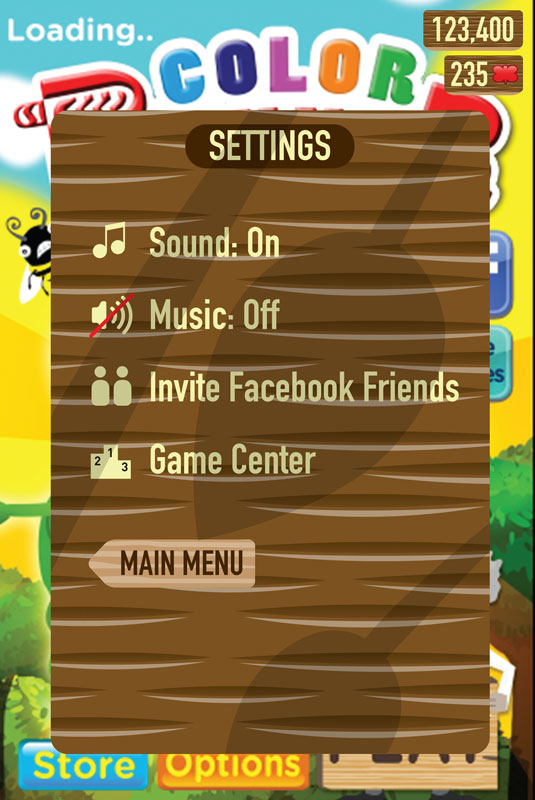 Loading..
123,400
235
COLOR
SETTINGS
Sound: On
Music: Off
Invite Facebook Friends
1
2
3
Game Center
MAIN MENU
Store
Options